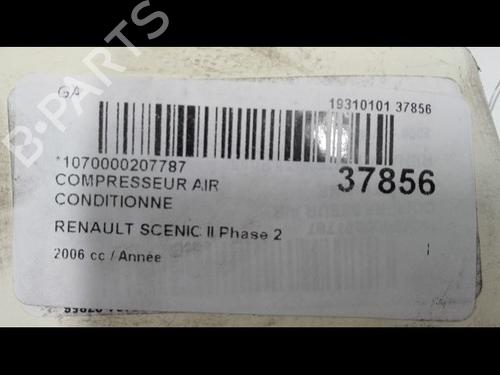 GA
19310101 37856
*1070000207787
COMPRESSEUR AIR
CONDITIONNE
37856
RENAULT SCENIC II Phase 2
2006 cc / Année
B-PARTS